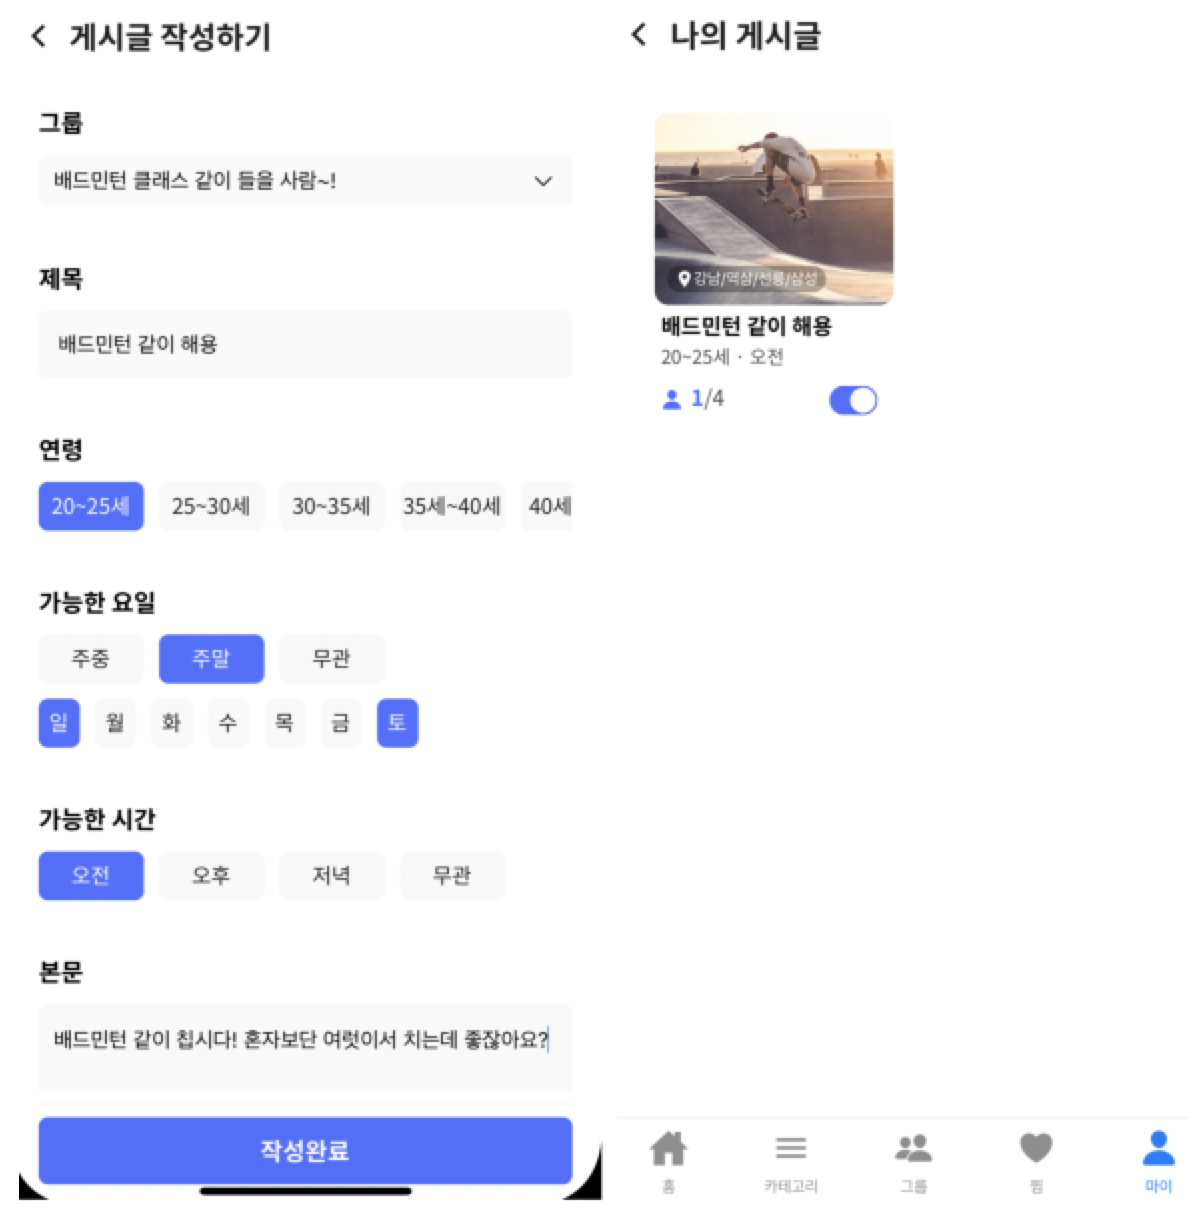 게시글 작성하기
그룹
배드민턴 클래스 같이 들을 사람~!
제목
배드민턴 같이 해용
연령
20~25세 25~30세 30~35세 35세~40세 40세
가능한 요일
주중 주말 무관
일 월 화 수 목 금 토
가능한 시간
오전 오후 저녁 무관
본문
배드민턴 같이 칩시다! 혼자보단 여럿이서 치는데 좋잖아요?
작성완료
나의 게시글
강남/역삼/선릉/삼성
배드민턴 같이 해용
20~25세 · 오전
1/4
홈 카테고리 그룹 찜 마이